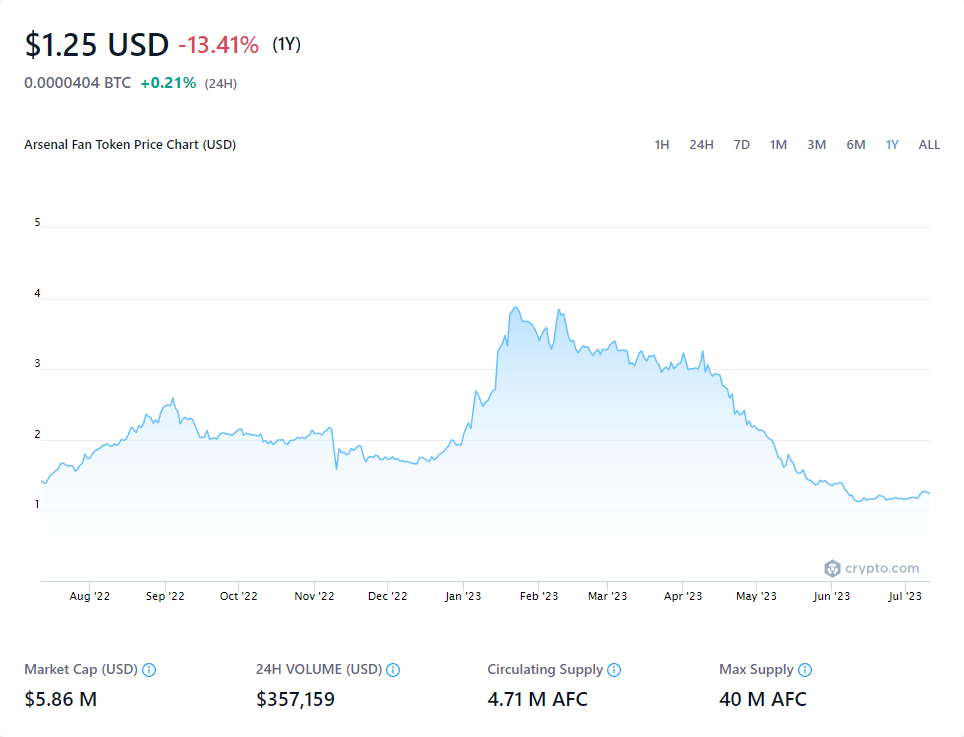 $1.25 USD -13.41% (1Y)
0.0000404 BTC +0.21% (24H)
Arsenal Fan Token Price Chart (USD) 1H 24H 7D 1M 3M 6M 1Y ALL
5
4
3
2
1
crypto.com
Aug '22 Sep '22 Oct '22 Nov '22 Dec '22 Jan '23 Feb '23 Mar '23 Apr '23 May '23 Jun '23 Jul '23
Market Cap (USD) 24H VOLUME (USD) Circulating Supply Max Supply
$5.86 M $357,159 4.71 M AFC 40 M AFC